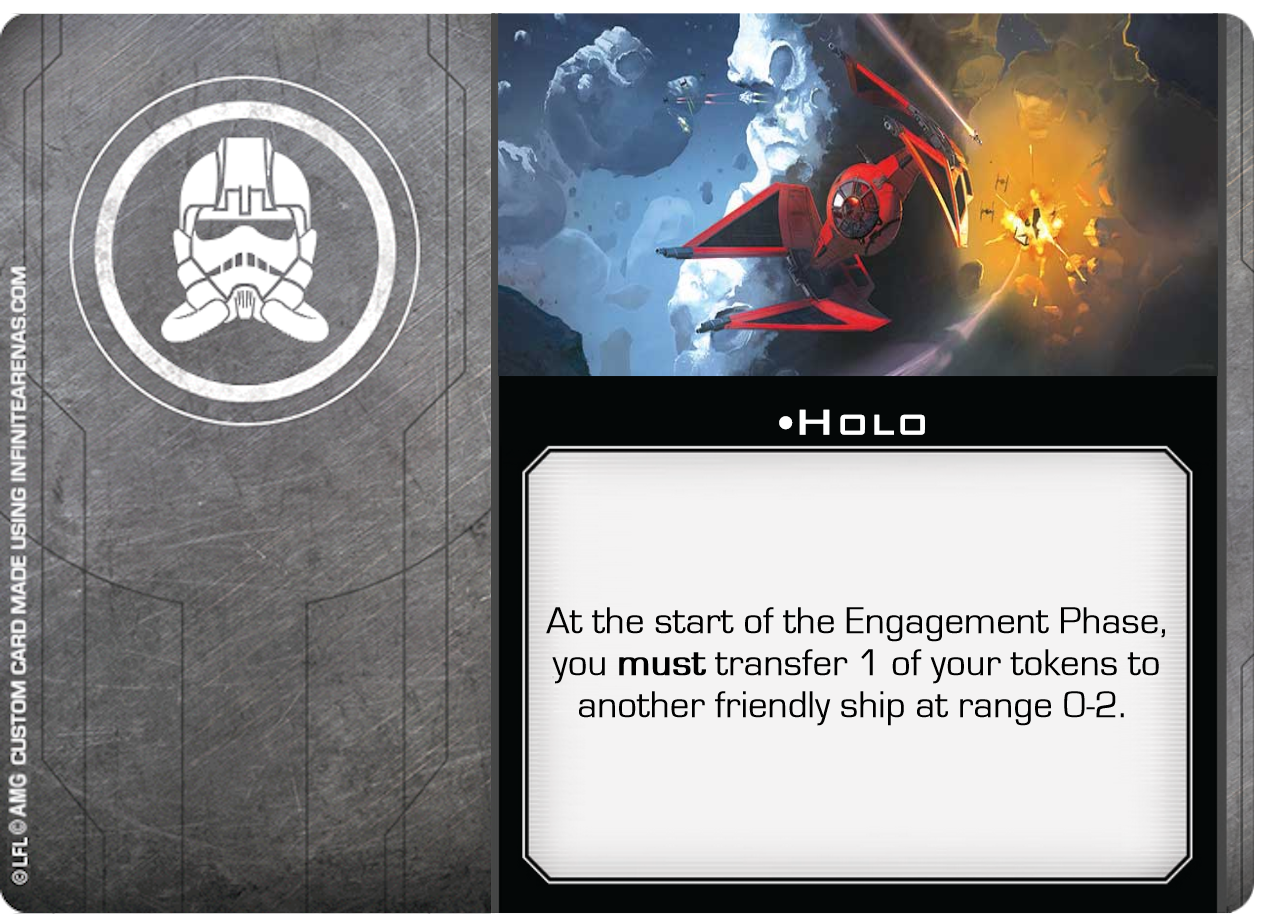 •HOLO
At the start of the Engagement Phase,
you must transfer 1 of your tokens to
another friendly ship at range 0-2.
©LFL ©AMG CUSTOM CARD MADE USING INFINITEARENAS.COM